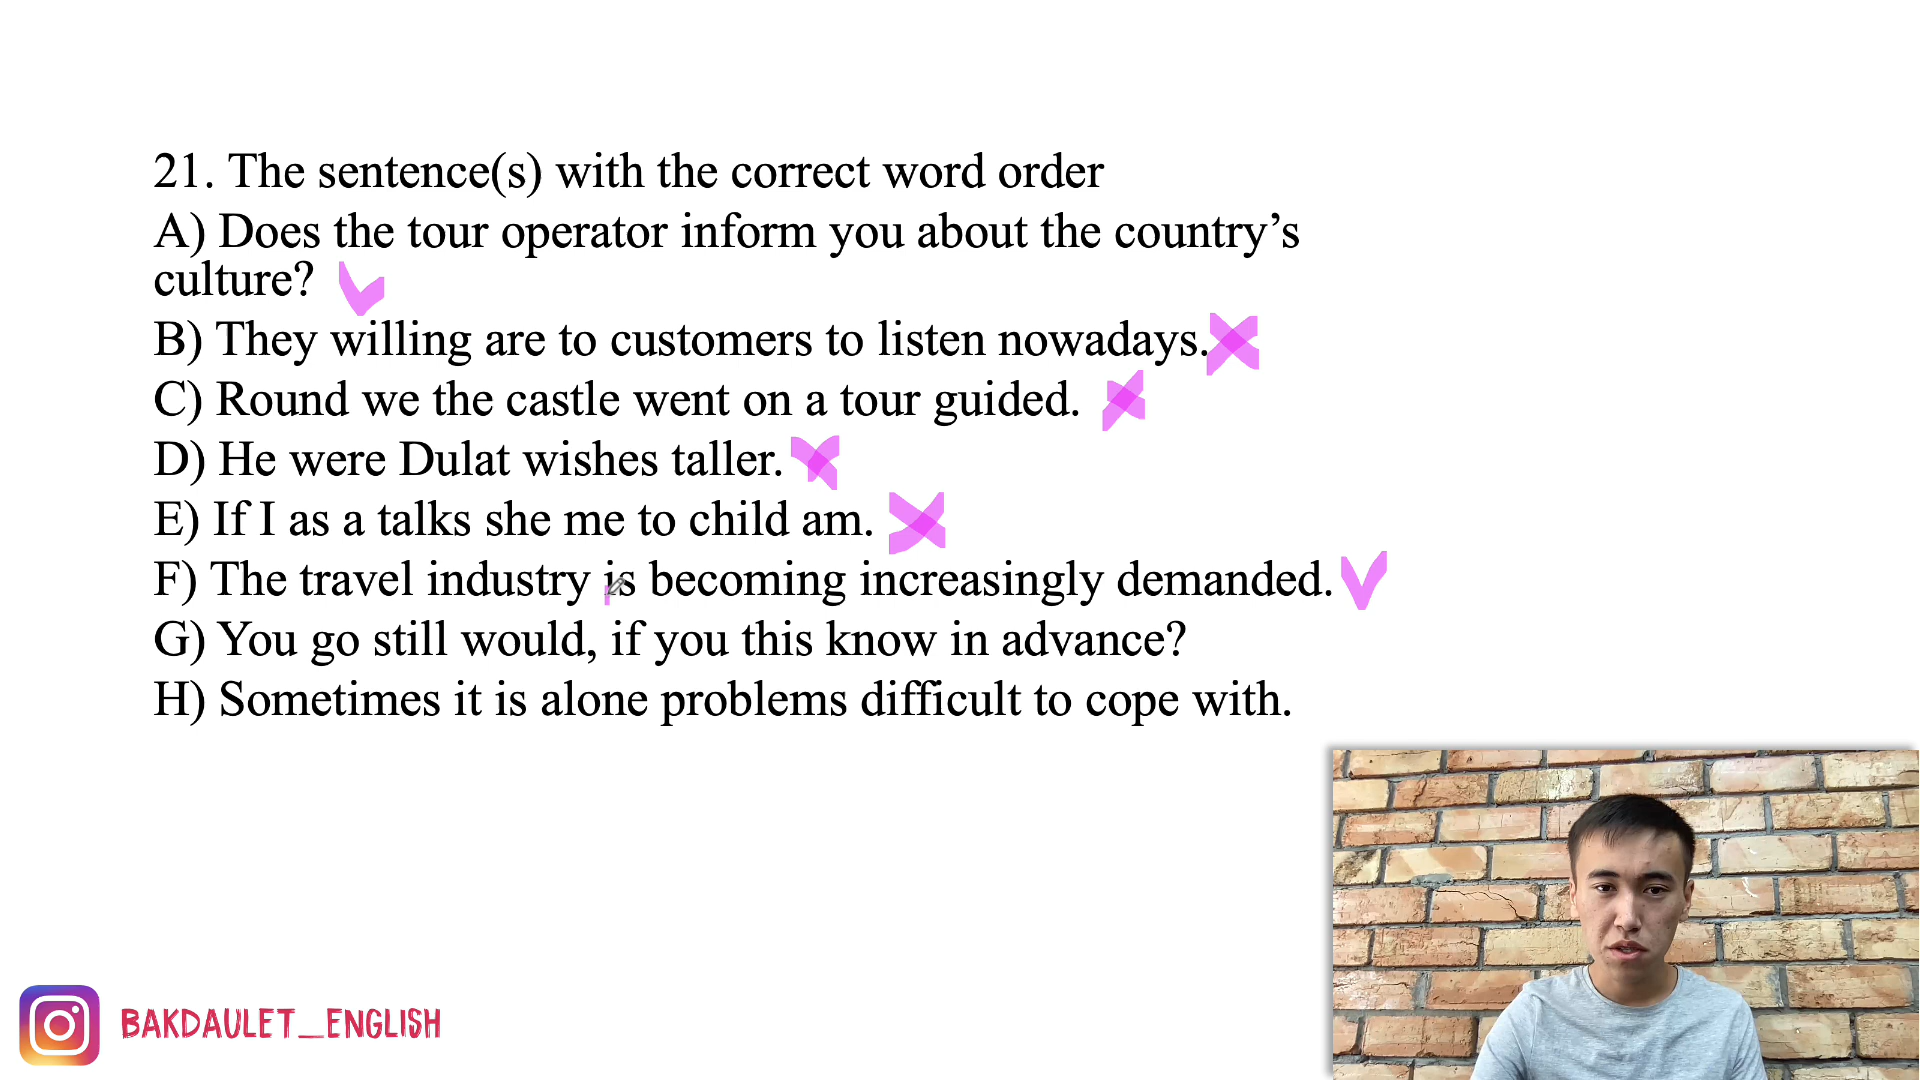 21. The sentence(s) with the correct word order
A) Does the tour operator inform you about the country’s
culture?
B) They willing are to customers to listen nowadays.
C) Round we the castle went on a tour guided.
D) He were Dulat wishes taller.
E) If I as a talks she me to child am.
F) The travel industry is becoming increasingly demanded.
G) You go still would, if you this know in advance?
H) Sometimes it is alone problems difficult to cope with.
BAKDAULET_ENGLISH